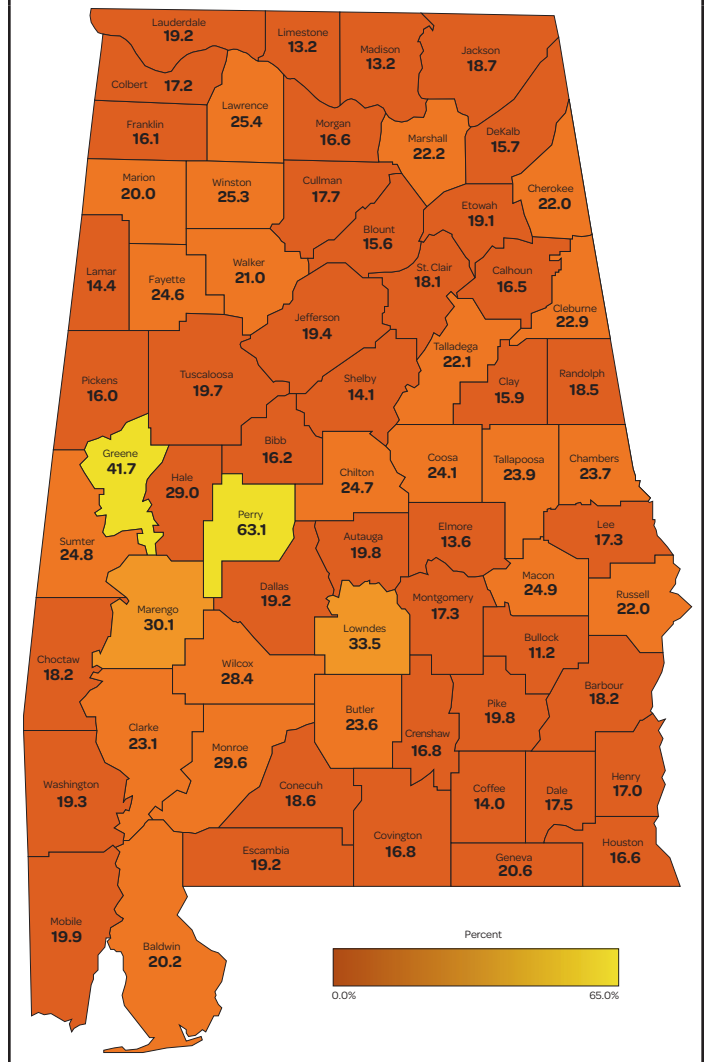 Lauderdale
19.2
Limestone
13.2
Madison
13.2
Jackson
18.7
Colbert 17.2
Lawrence
25.4
Franklin
16.1
Morgan
16.6
Marshall
22.2
DeKalb
15.7
Marion
20.0
Winston
25.3
Cullman
17.7
Cherokee
22.0
Etowah
19.1
Blount
15.6
Lamar
14.4
Fayette
24.6
Walker
21.0
St. Clair
18.1
Calhoun
16.5
Cleburne
22.9
Jefferson
19.4
Talladega
22.1
Pickens
16.0
Tuscaloosa
19.7
Shelby
14.1
Clay
15.9
Randolph
18.5
Greene
41.7
Hale
29.0
Bibb
16.2
Chilton
24.7
Coosa
24.1
Tallapoosa
23.9
Chambers
23.7
Sumter
24.8
Perry
63.1
Autauga
19.8
Elmore
13.6
Lee
17.3
Marengo
30.1
Dallas
19.2
Lowndes
33.5
Montgomery
17.3
Macon
24.9
Russell
22.0
Bullock
11.2
Choctaw
18.2
Wilcox
28.4
Butler
23.6
Crenshaw
16.8
Pike
19.8
Barbour
18.2
Clarke
23.1
Monroe
29.6
Washington
19.3
Conecuh
18.6
Coffee
14.0
Dale
17.5
Henry
17.0
Escambia
19.2
Covington
16.8
Geneva
20.6
Houston
16.6
Mobile
19.9
Baldwin
20.2
Percent
0.0% 65.0%